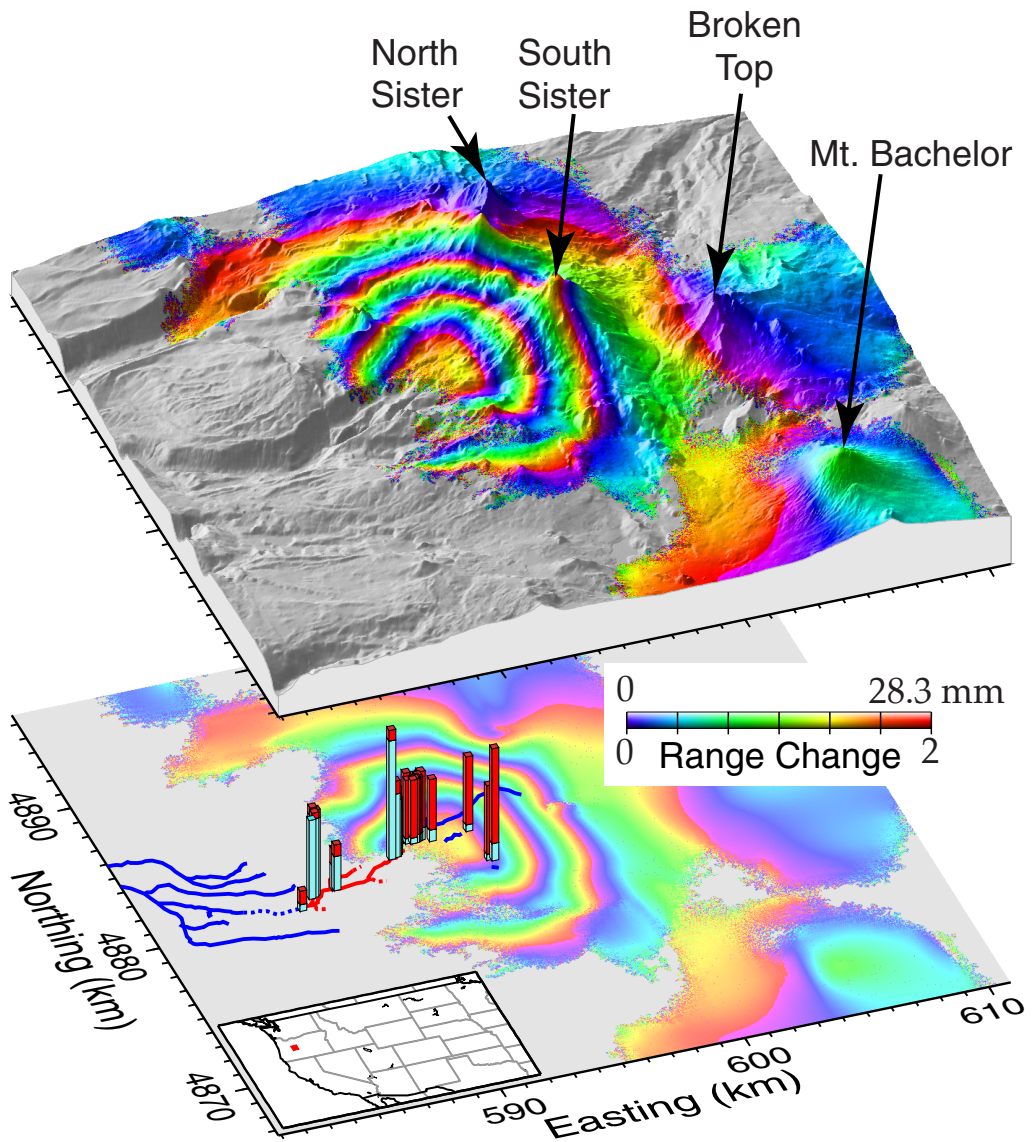 North
Sister
South
Sister
Broken
Top
Mt. Bachelor
0 28.3 mm
0 Range Change 2
4890
4880
4870
Northing (km)
590
600
610
Easting (km)